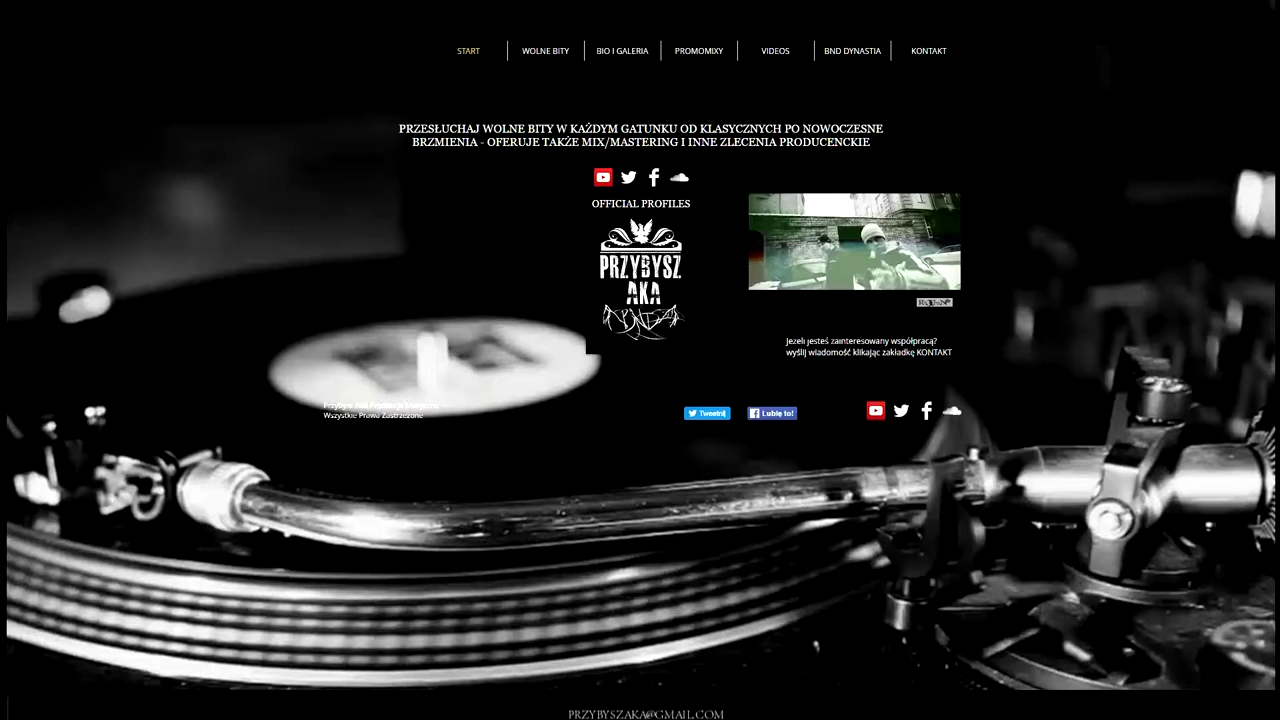 START
WOLNE BITY
BIO I GALERIA
PROMOMIXY
VIDEOS
BND DYNASTIA
KONTAKT
PRZESŁUCHAJ WOLNE BITY W KAŻDYM GATUNKU OD KLASYCZNYCH PO NOWOCZESNE
BRZMIENIA - OFERUJE TAKŻE MIX/MASTERING I INNE ZLECENIA PRODUCENCKIE
OFFICIAL PROFILES
PRZYBYSZ
AKA
Jeżeli jesteś zainteresowany współpracą?
wyślij wiadomość klikając zakładkę KONTAKT
Wszystkie Prawa Zastrzeżone
Tweetnij
Lubię to!
PRZYBYSZAKA@GMAIL.COM